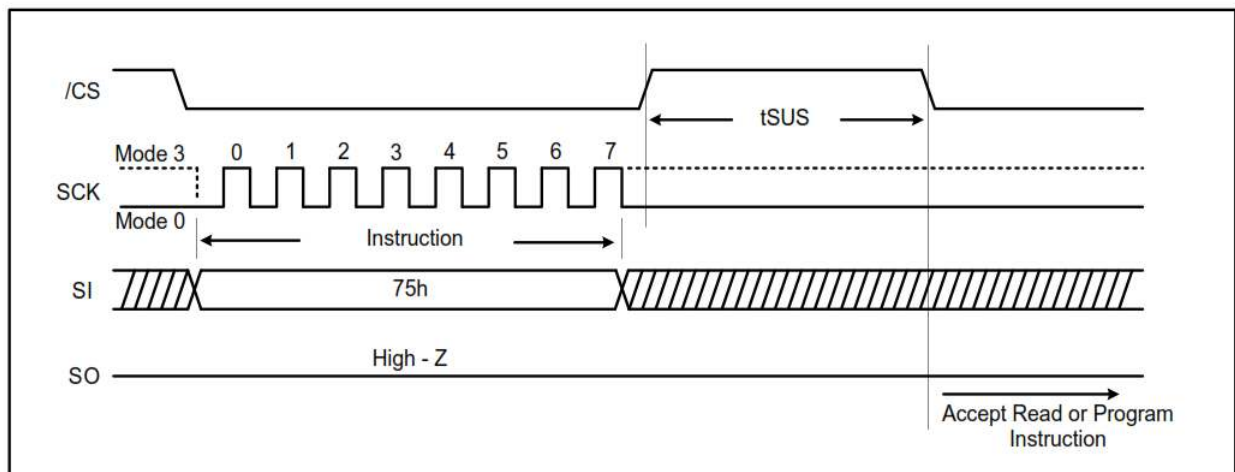 /CS
tSUS
Mode 3
0 1 2 3 4 5 6 7
SCK
Mode 0
Instruction
SI
75h
High - Z
SO
Accept Read or Program
Instruction